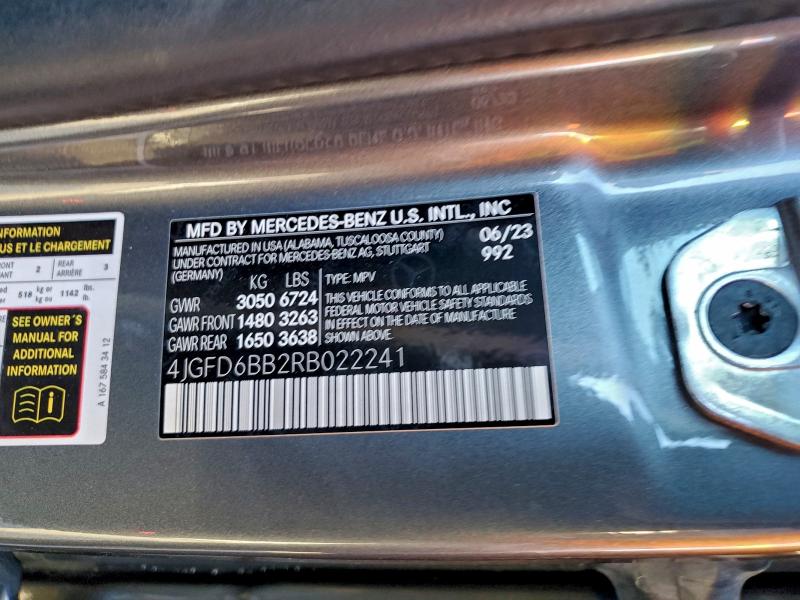 MFD BY MERCEDES-BENZ U.S. INTL., INC
MANUFACTURED IN USA (ALABAMA, TUSCALOOSA COUNTY) 06/23
UNDER CONTRACT FOR MERCEDES-BENZ AG, STUTTGART 992
(GERMANY) KG LBS TYPE: MPV
GVWR 3050 6724
GAWR FRONT 1480 3263
GAWR REAR 1650 3638
THIS VEHICLE CONFORMS TO ALL APPLICABLE
FEDERAL MOTOR VEHICLE SAFETY STANDARDS
IN EFFECT ON THE DATE OF MANUFACTURE
SHOWN ABOVE.
4JGFD6BB2RB022241
INFORMATION
US ET LE CHARGEMENT
2 REAR 3
ARRIÈRE
518 kg or 1142 lbs.
kg ou lb.
SEE OWNER´S
MANUAL FOR
ADDITIONAL
INFORMATION
A 167 584 34 12